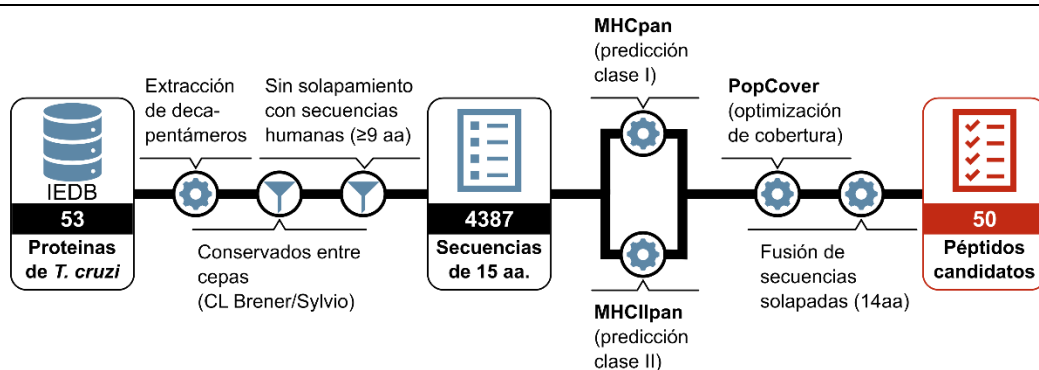 IEDB
53
Proteinas
de T. cruzi
Extracción
de deca-
pentámeros
Conservados entre
cepas
(CL Brener/Sylvio)
Sin solapamiento
con secuencias
humanas (≥9 aa)
4387
Secuencias
de 15 aa.
MHCpan
(predicción
clase I)
MHCIIpan
(predicción
clase II)
PopCover
(optimización
de cobertura)
Fusión de
secuencias
solapadas (14aa)
50
Péptidos
candidatos